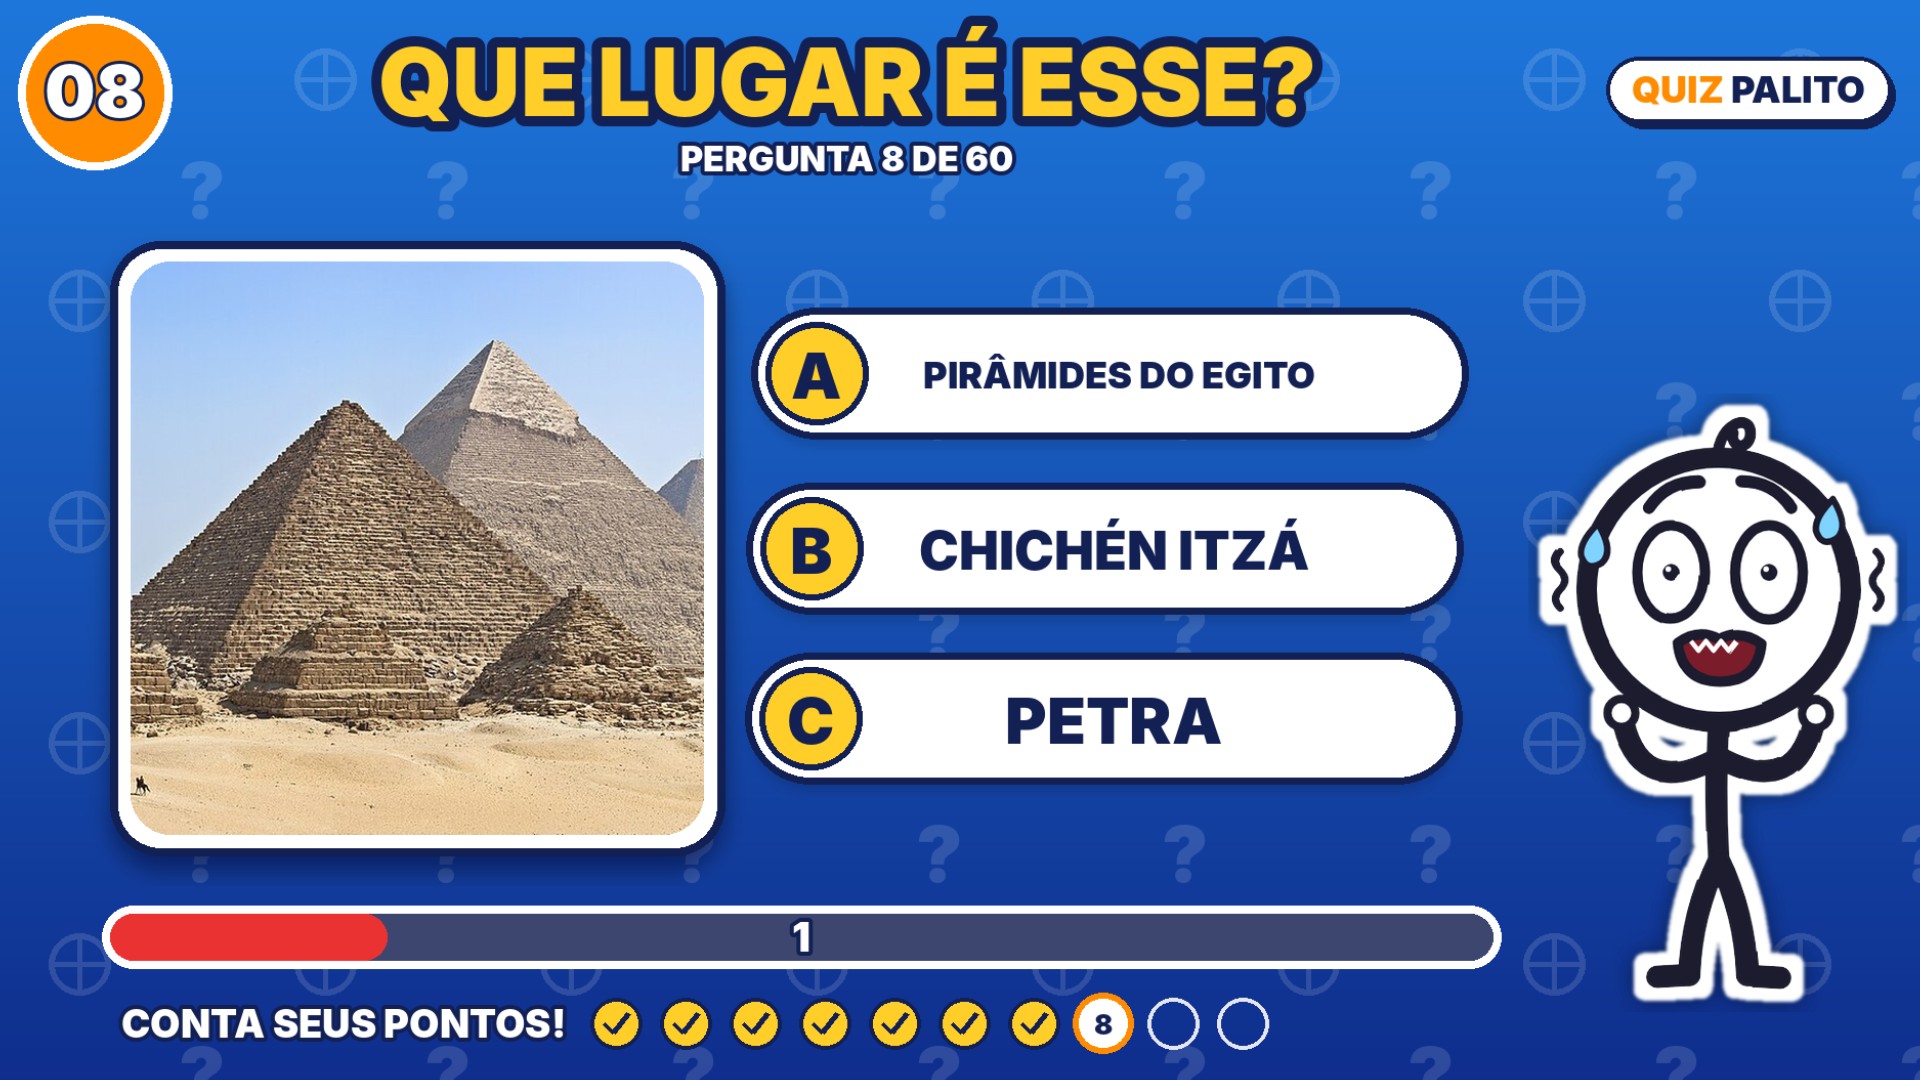 08
QUE LUGAR É ESSE?
QUIZ PALITO
PERGUNTA 8 DE 60
A PIRÂMIDES DO EGITO
B CHICHÉN ITZÁ
C PETRA
1
CONTA SEUS PONTOS! 8